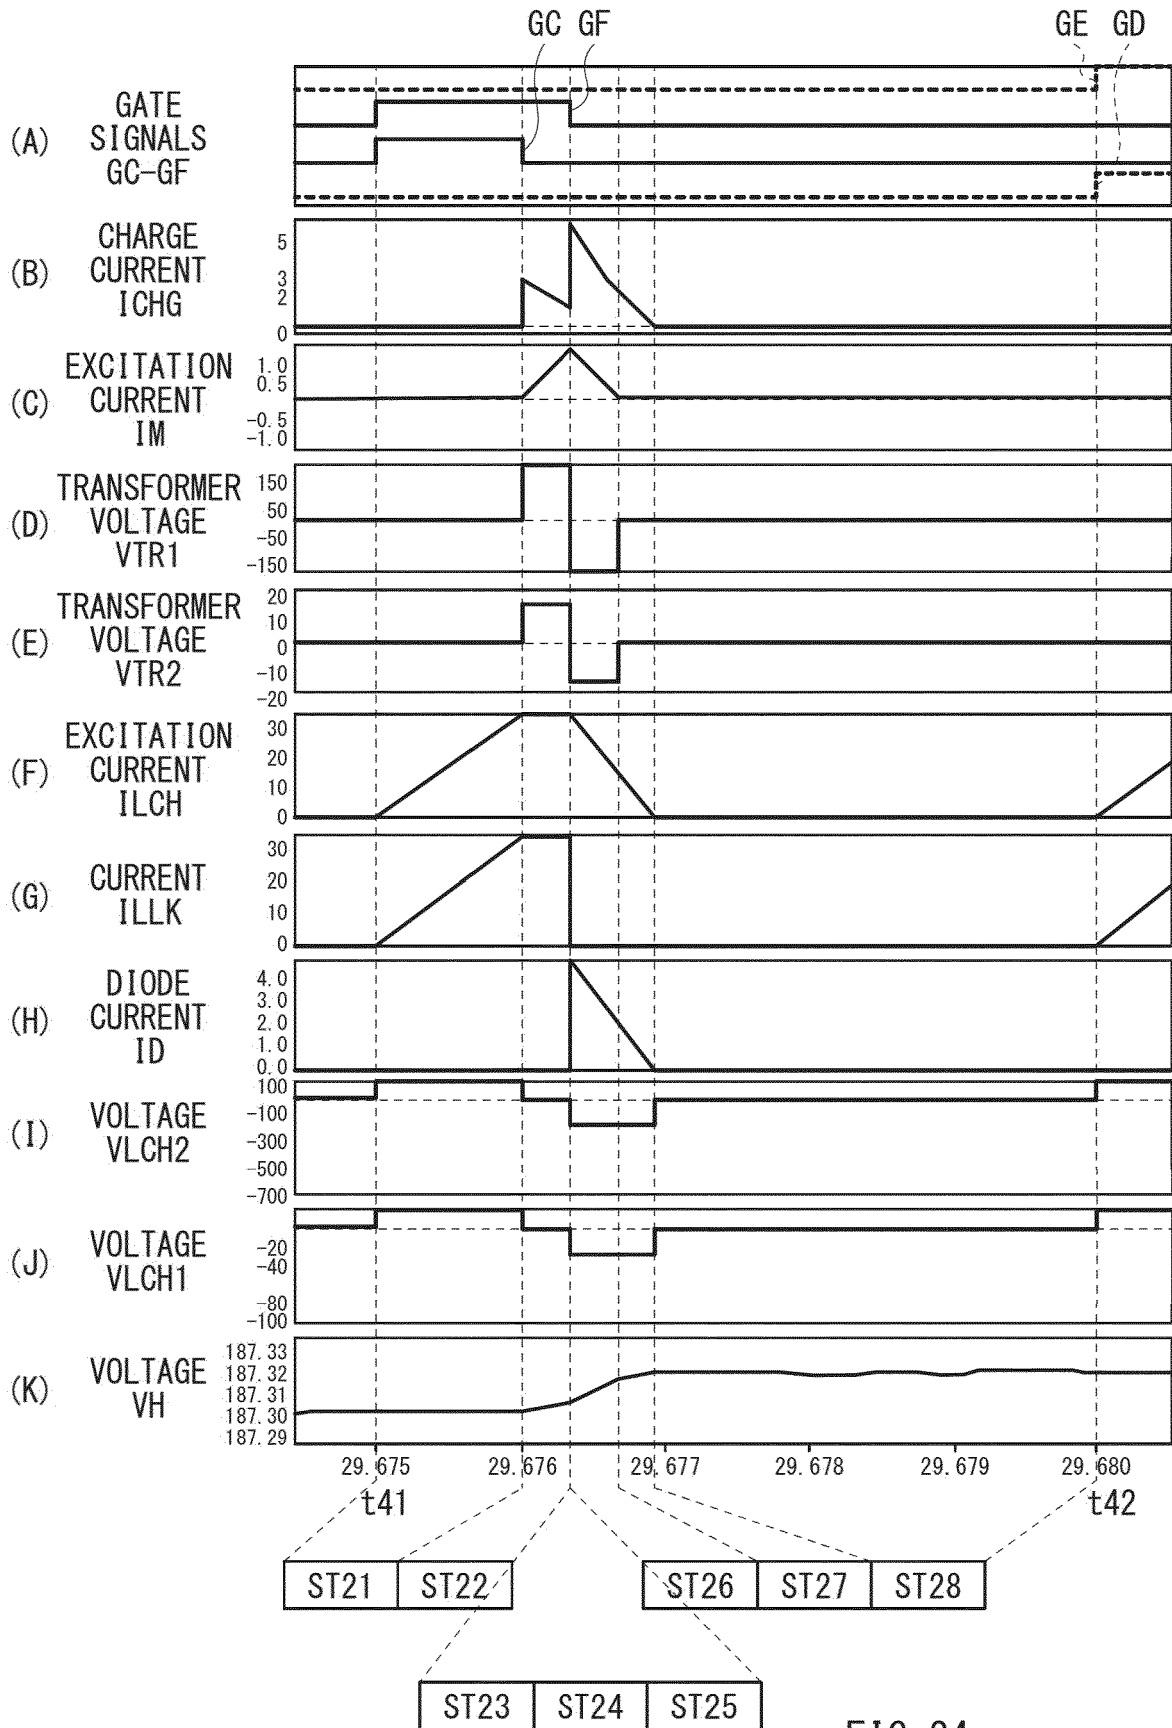 GC GF GE GD
(A) GATE SIGNALS GC-GF
(B) CHARGE CURRENT ICHG
5
3
2
0
(C) EXCITATION CURRENT IM
1.0
0.5
-0.5
-1.0
(D) TRANSFORMER VOLTAGE VTR1
150
50
-50
-150
(E) TRANSFORMER VOLTAGE VTR2
20
10
0
-10
-20
(F) EXCITATION CURRENT ILCH
30
20
10
0
(G) CURRENT ILLK
30
20
10
0
(H) DIODE CURRENT ID
4.0
3.0
2.0
1.0
0.0
(I) VOLTAGE VLCH2
100
-100
-300
-500
-700
(J) VOLTAGE VLCH1
-20
-40
-80
-100
(K) VOLTAGE VH
187.33
187.32
187.31
187.30
187.29
29.675 29.676 29.677 29.678 29.679 29.680
t41 t42
ST21 ST22 ST26 ST27 ST28
ST23 ST24 ST25